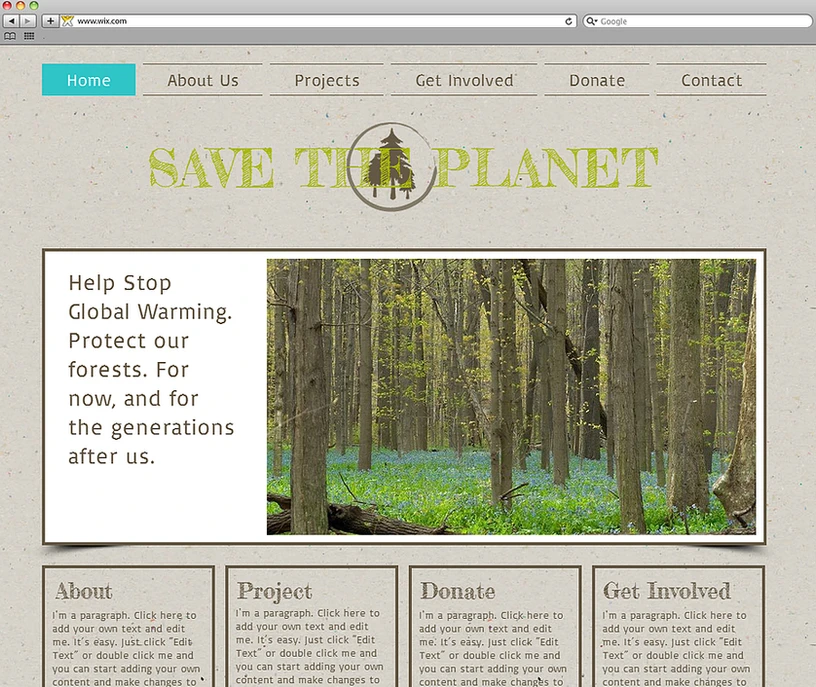 www.wix.com
Google
Home About Us Projects Get Involved Donate Contact
SAVE THE PLANET
Help Stop
Global Warming.
Protect our
forests. For
now, and for
the generations
after us.
About
I'm a paragraph. Click here to
add your own text and edit
me. It's easy. Just click "Edit
Text" or double click me and
you can start adding your own
content and make changes to
Project
I'm a paragraph. Click here to
add your own text and edit
me. It's easy. Just click "Edit
Text" or double click me and
you can start adding your own
content and make changes to
Donate
I'm a paragraph. Click here to
add your own text and edit
me. It's easy. Just click "Edit
Text" or double click me and
you can start adding your own
content and make changes to
Get Involved
I'm a paragraph. Click here to
add your own text and edit
me. It's easy. Just click "Edit
Text" or double click me and
you can start adding your own
content and make changes to